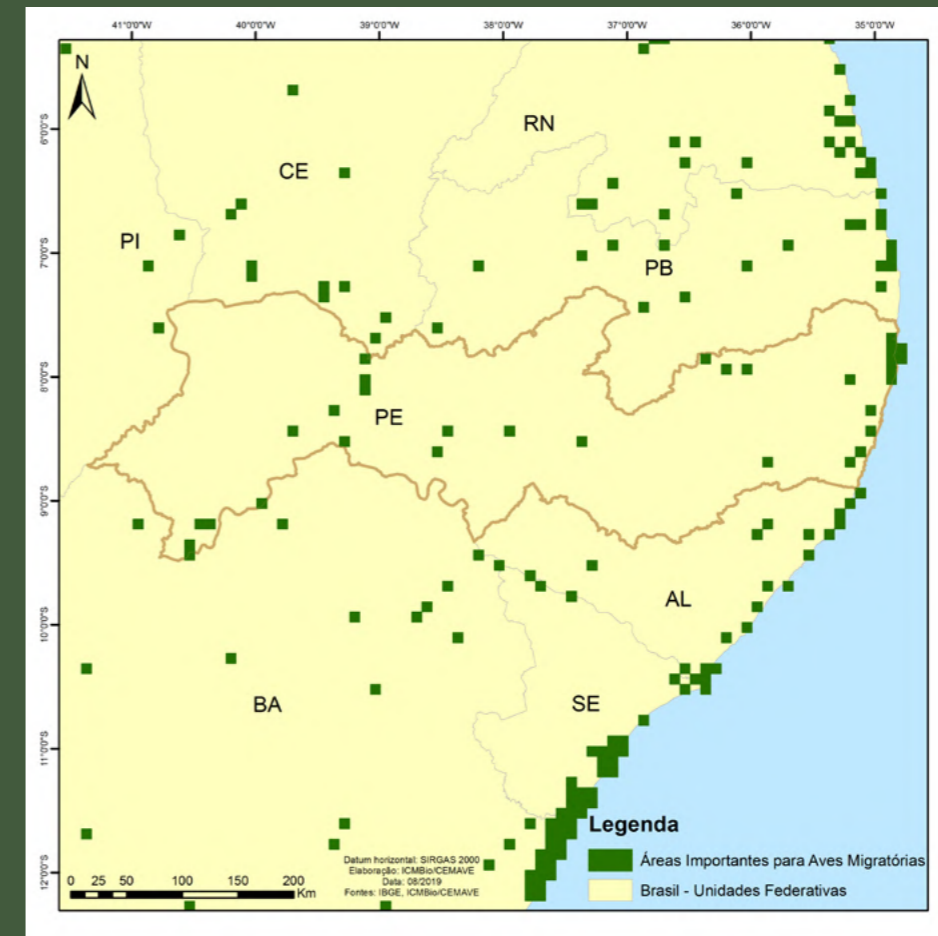 41°0'0"W 40°0'0"W 39°0'0"W 38°0'0"W 37°0'0"W 36°0'0"W 35°0'0"W
N
6°0'0"S
7°0'0"S
8°0'0"S
9°0'0"S
10°0'0"S
11°0'0"S
12°0'0"S
RN
CE
PI
PB
PE
AL
BA
SE
Legenda
Áreas Importantes para Aves Migratórias
Brasil - Unidades Federativas
Datum horizontal: SIRGAS 2000
Elaboração: ICMBio/CEMAVE
Data: 08/2019
Fontes: IBGE, ICMBio/CEMAVE
0 25 50 100 150 200
Km